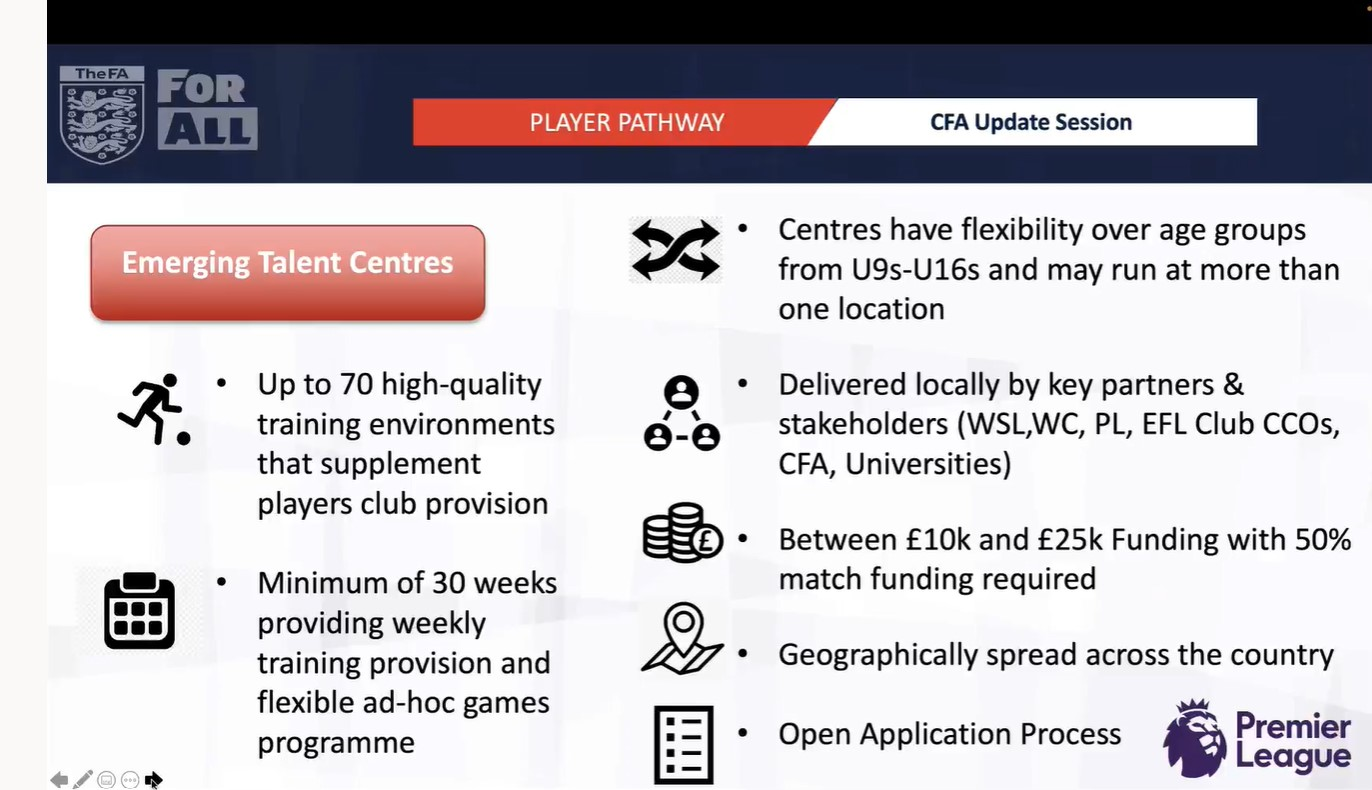 The FA
FOR
ALL
PLAYER PATHWAY
CFA Update Session
Emerging Talent Centres
• Up to 70 high-quality
training environments
that supplement
players club provision
• Minimum of 30 weeks
providing weekly
training provision and
flexible ad-hoc games
programme
• Centres have flexibility over age groups
from U9s-U16s and may run at more than
one location
• Delivered locally by key partners &
stakeholders (WSL,WC, PL, EFL Club CCOs,
CFA, Universities)
£
• Between £10k and £25k Funding with 50%
match funding required
• Geographically spread across the country
• Open Application Process
Premier
League